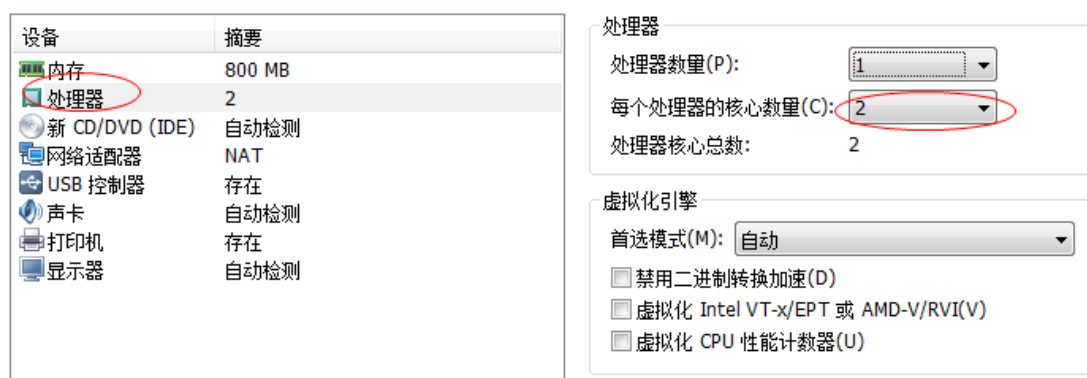 设备 摘要
内存 800 MB
处理器 2
新 CD/DVD (IDE) 自动检测
网络适配器 NAT
USB 控制器 存在
声卡 自动检测
打印机 存在
显示器 自动检测
处理器
处理器数量(P): 1
每个处理器的核心数量(C): 2
处理器核心总数: 2
虚拟化引擎
首选模式(M): 自动
禁用二进制转换加速(D)
虚拟化 Intel VT-x/EPT 或 AMD-V/RVI(V)
虚拟化 CPU 性能计数器(U)